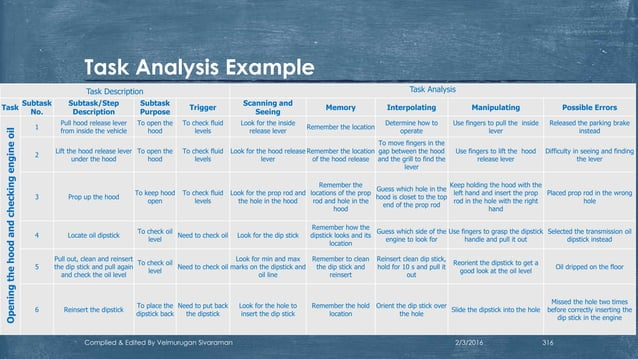 Task Analysis Example
Task Description
Task Analysis
Task
Subtask
No.
Subtask/Step
Description
Subtask
Purpose
Trigger
Scanning and
Seeing
Memory
Interpolating
Manipulating
Possible Errors
Opening the hood and checking engine oil
1
Pull hood release lever
from inside the vehicle
To open the
hood
To check fluid
levels
Look for the inside
release lever
Remember the location
Determine how to
operate
Use fingers to pull the inside
lever
Released the parking brake
instead
2
Lift the hood release lever
under the hood
To open the
hood
To check fluid
levels
Look for the hood release
lever
Remember the location
of the hood release
To move fingers in the
gap between the hood
and the grill to find the
lever
Use fingers to lift the hood
release lever
Difficulty in seeing and finding
the lever
3
Prop up the hood
To keep hood
open
To check fluid
levels
Look for the prop rod and
the hole in the hood
Remember the
locations of the prop
rod and hole in the
hood
Guess which hole in the
hood is closet to the top
end of the prop rod
Keep holding the hood with the
left hand and insert the prop
rod in the hole with the right
hand
Placed prop rod in the wrong
hole
4
Locate oil dipstick
To check oil
level
Need to check oil
Look for the dip stick
Remember how the
dipstick looks and its
location
Guess which side of the
engine to look for
Use fingers to grasp the dipstick
handle and pull it out
Selected the transmission oil
dipstick instead
5
Pull out, clean and reinsert
the dip stick and pull again
and check the oil level
To check oil
level
Need to check oil
Look for min and max
marks on the dipstick and
oil line
Remember to clean
the dip stick and
reinsert
Reinsert clean dip stick,
hold for 10 s and pull it
out
Reorient the dipstick to get a
good look at the oil level
Oil dripped on the floor
6
Reinsert the dipstick
To place the
dipstick back
Need to put back
the dipstick
Look for the hole to
insert the dip stick
Remember the hold
location
Orient the dip stick over
the hole
Slide the dipstick into the hole
Missed the hole two times
before correctly inserting the
dip stick in the engine
Complied & Edited By Velmurugan Sivaraman
2/3/2016
316